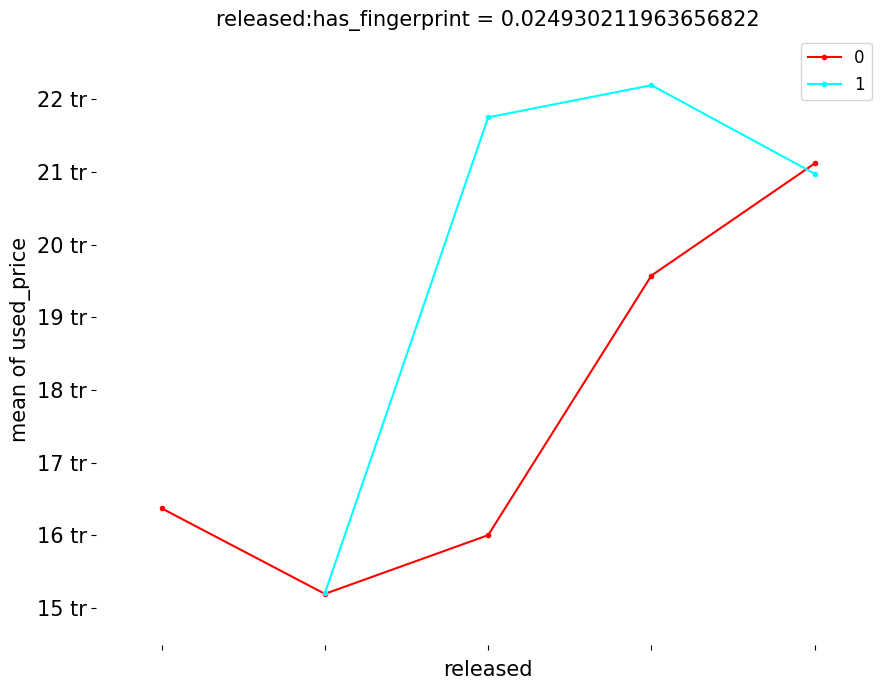 released:has_fingerprint = 0.024930211963656822
0
1
22 tr
21 tr
20 tr
19 tr
18 tr
17 tr
16 tr
15 tr
mean of used_price
released